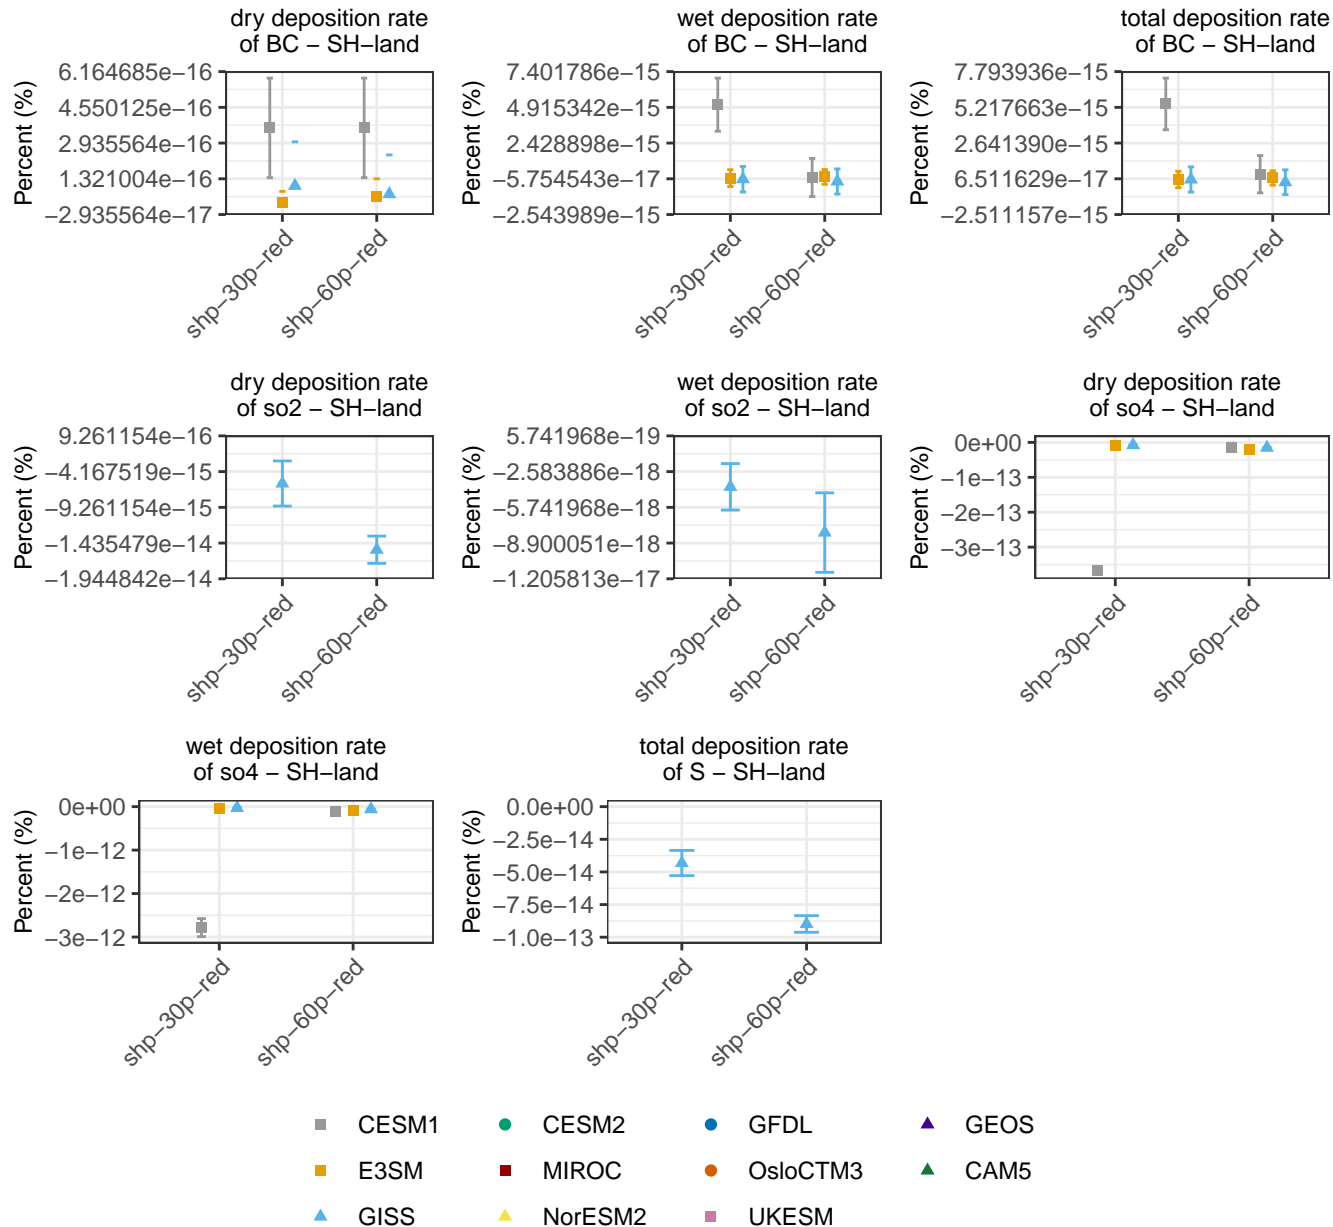 dry deposition rate
of BC − SH−land
Percent (%)
6.164685e−16
4.550125e−16
2.935564e−16
1.321004e−16
−2.935564e−17
shp−30p−red
shp−60p−red
wet deposition rate
of BC − SH−land
Percent (%)
7.401786e−15
4.915342e−15
2.428898e−15
−5.754543e−17
−2.543989e−15
shp−30p−red
shp−60p−red
total deposition rate
of BC − SH−land
Percent (%)
7.793936e−15
5.217663e−15
2.641390e−15
6.511629e−17
−2.511157e−15
shp−30p−red
shp−60p−red
dry deposition rate
of so2 − SH−land
Percent (%)
9.261154e−16
−4.167519e−15
−9.261154e−15
−1.435479e−14
−1.944842e−14
shp−30p−red
shp−60p−red
wet deposition rate
of so2 − SH−land
Percent (%)
5.741968e−19
−2.583886e−18
−5.741968e−18
−8.900051e−18
−1.205813e−17
shp−30p−red
shp−60p−red
dry deposition rate
of so4 − SH−land
Percent (%)
0e+00
−1e−13
−2e−13
−3e−13
shp−30p−red
shp−60p−red
wet deposition rate
of so4 − SH−land
Percent (%)
0e+00
−1e−12
−2e−12
−3e−12
shp−30p−red
shp−60p−red
total deposition rate
of S − SH−land
Percent (%)
0.0e+00
−2.5e−14
−5.0e−14
−7.5e−14
−1.0e−13
shp−30p−red
shp−60p−red
CESM1
CESM2
GFDL
GEOS
E3SM
MIROC
OsloCTM3
CAM5
GISS
NorESM2
UKESM